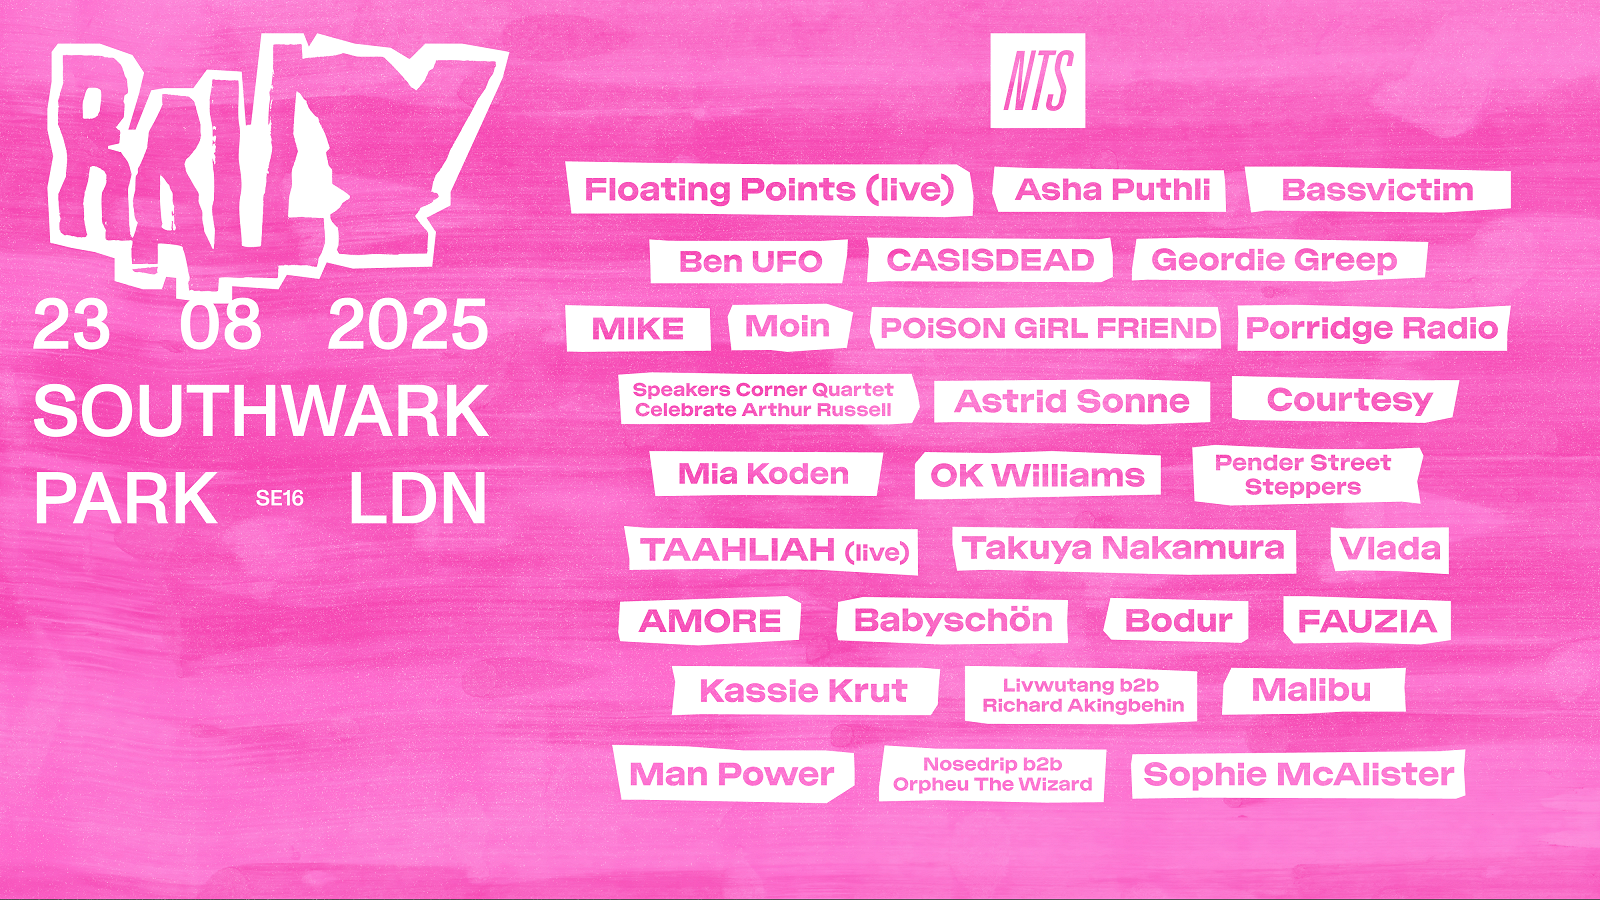 RALLY
23 08 2025
SOUTHWARK
PARK SE16 LDN
NTS
Floating Points (live) Asha Puthli Bassvictim
Ben UFO CASISDEAD Geordie Greep
MIKE Moin POiSON GiRL FRiEND Porridge Radio
Speakers Corner Quartet
Celebrate Arthur Russell
Astrid Sonne Courtesy
Mia Koden OK Williams
Pender Street
Steppers
TAAHLIAH (live) Takuya Nakamura Vlada
AMORE Babyschön Bodur FAUZIA
Kassie Krut
Livwutang b2b
Richard Akingbehin
Malibu
Man Power
Nosedrip b2b
Orpheu The Wizard
Sophie McAlister